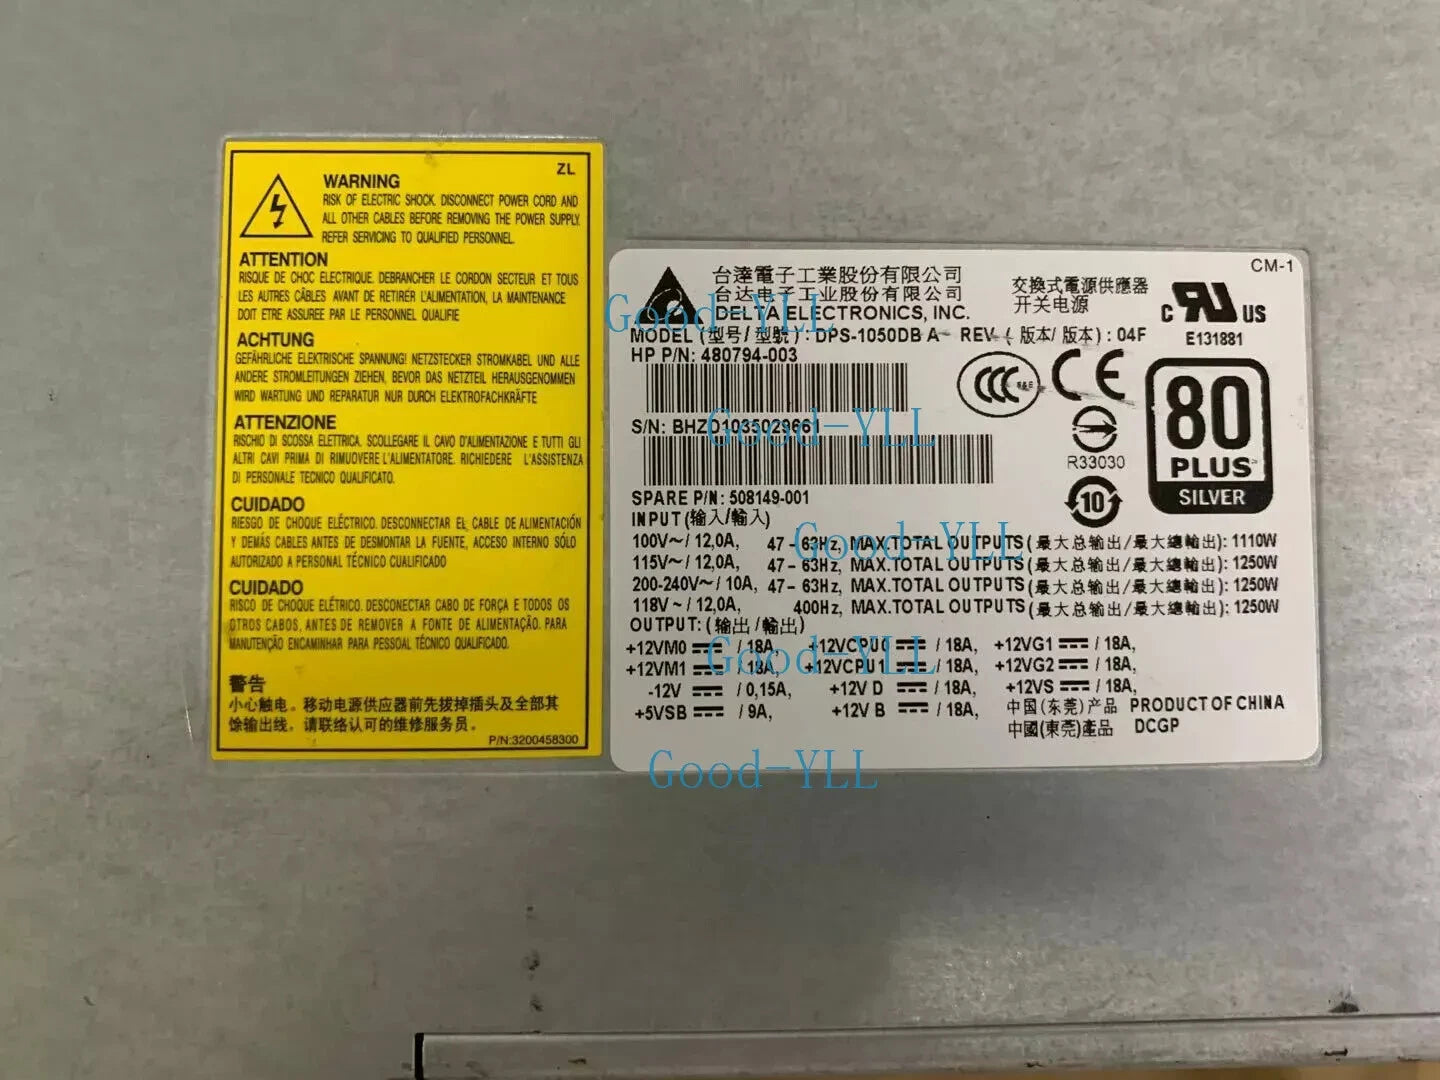 ZL
WARNING
RISK OF ELECTRIC SHOCK. DISCONNECT POWER CORD AND
ALL OTHER CABLES BEFORE REMOVING THE POWER SUPPLY.
REFER SERVICING TO QUALIFIED PERSONNEL.
ATTENTION
RISQUE DE CHOC ELECTRIQUE. DEBRANCHER LE CORDON SECTEUR ET TOUS
LES AUTRES CÂBLES AVANT DE RETIRER L'ALIMENTATION, LA MAINTENANCE
DOIT ETRE ASSUREE PAR LE PERSONNEL QUALIFIE
ACHTUNG
GEFÄHRLICHE ELEKTRISCHE SPANNUNG! NETZSTECKER STROMKABEL UND ALLE
ANDERE STROMLEITUNGEN ZIEHEN, BEVOR DAS NETZTEIL HERAUSGENOMMEN
WIRD WARTUNG UND REPARATUR NUR DURCH ELEKTROFACHKRÄFTE
ATTENZIONE
RISCHIO DI SCOSSA ELETTRICA. SCOLLEGARE IL CAVO D'ALIMENTAZIONE E TUTTI GLI
ALTRI CAVI PRIMA DI RIMUOVERE L'ALIMENTATORE. RICHIEDERE L'ASSISTENZA
DI PERSONALE TECNICO QUALIFICATO.
CUIDADO
RIESGO DE CHOQUE ELÉCTRICO. DESCONECTAR EL CABLE DE ALIMENTACIÓN
Y DEMÁS CABLES ANTES DE DESMONTAR LA FUENTE, ACCESO INTERNO SÓLO
AUTORIZADO A PERSONAL TÉCNICO CUALIFICADO
CUIDADO
RISCO DE CHOQUE ELÉTRICO. DESCONECTAR CABO DE FORÇA E TODOS OS
OTROS CABOS, ANTES DE REMOVER A FONTE DE ALIMENTAÇÃO. PARA
MANUTENÇÃO ENCAMINHAR PARA PESSOAL TÉCNICO QUALIFICADO.
警告
小心触电。移动电源供应器前先拔掉插头及全部其
馀输出线。请联络认可的维修服务员。
P/N:3200458300
CM-1
台達電子工業股份有限公司
台达电子工业股份有限公司
DELTA ELECTRONICS, INC.
交換式電源供應器
开关电源
c RU US
E131881
Good-YLL
MODEL (型号/型號) : DPS-1050DB A REV (版本/版本) : 04F
HP P/N: 480794-003
CCC S&E CE
S/N: BHZD1035029661
Good-YLL
R33030
10
80
PLUS
SILVER
SPARE P/N: 508149-001
INPUT (输入/輸入)
Good-YLL
100V~/ 12,0A, 47 - 63Hz, MAX.TOTAL OUTPUTS (最大总输出/最大總輸出): 1110W
115V~/ 12,0A, 47 - 63Hz, MAX.TOTAL OUTPUTS (最大总输出/最大總輸出): 1250W
200-240V~/ 10A, 47 - 63Hz, MAX.TOTAL OUTPUTS (最大总输出/最大總輸出): 1250W
118V ~ / 12,0A, 400Hz, MAX.TOTAL OUTPUTS (最大总输出/最大總輸出): 1250W
OUTPUT: (输出 /輸出)
+12VM0 / 18A, +12VCPU0 / 18A, +12VG1 / 18A,
+12VM1 / 18A, +12VCPU1 / 18A, +12VG2 / 18A,
Good-YLL
-12V / 0,15A, +12V D / 18A, +12VS / 18A,
+5VSB / 9A, +12V B / 18A,
中国(东莞)产品 PRODUCT OF CHINA
中國(東莞)產品 DCGP
Good-YLL